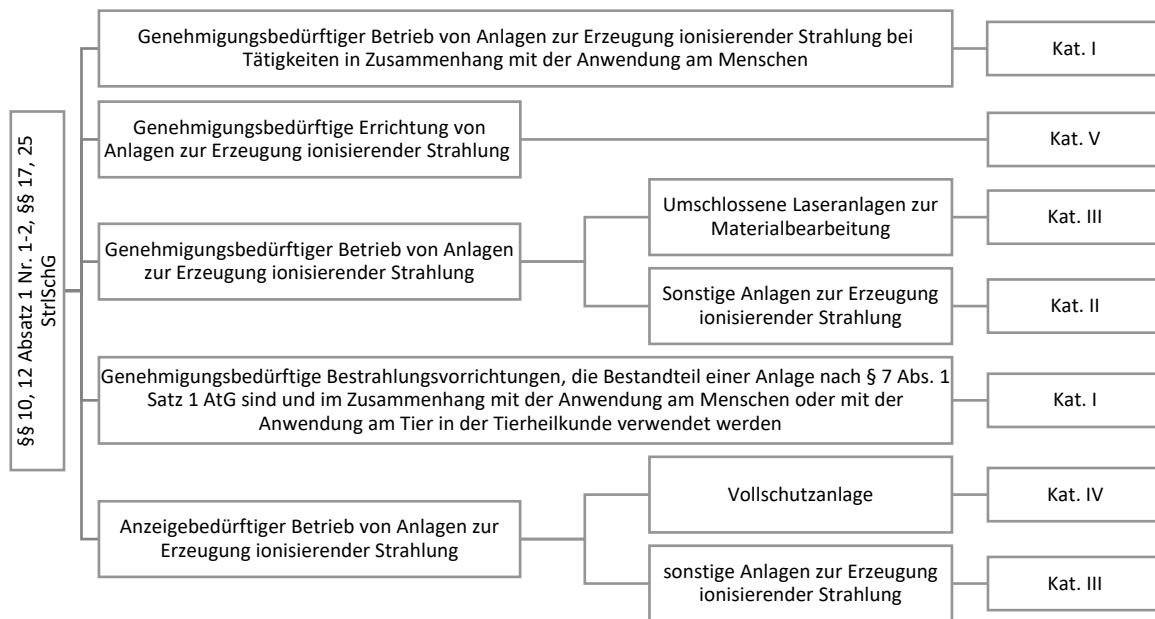 §§ 10, 12 Absatz 1 Nr. 1-2, §§ 17, 25
StrlSchG
Genehmigungsbedürftiger Betrieb von Anlagen zur Erzeugung ionisierender Strahlung bei
Tätigkeiten in Zusammenhang mit der Anwendung am Menschen
Kat. I
Genehmigungsbedürftige Errichtung von
Anlagen zur Erzeugung ionisierender Strahlung
Kat. V
Genehmigungsbedürftiger Betrieb von Anlagen
zur Erzeugung ionisierender Strahlung
Umschlossene Laseranlagen zur
Materialbearbeitung
Kat. III
Sonstige Anlagen zur Erzeugung
ionisierender Strahlung
Kat. II
Genehmigungsbedürftige Bestrahlungsvorrichtungen, die Bestandteil einer Anlage nach § 7 Abs. 1
Satz 1 AtG sind und im Zusammenhang mit der Anwendung am Menschen oder mit der
Anwendung am Tier in der Tierheilkunde verwendet werden
Kat. I
Anzeigebedürftiger Betrieb von Anlagen zur
Erzeugung ionisierender Strahlung
Vollschutzanlage
Kat. IV
sonstige Anlagen zur Erzeugung
ionisierender Strahlung
Kat. III